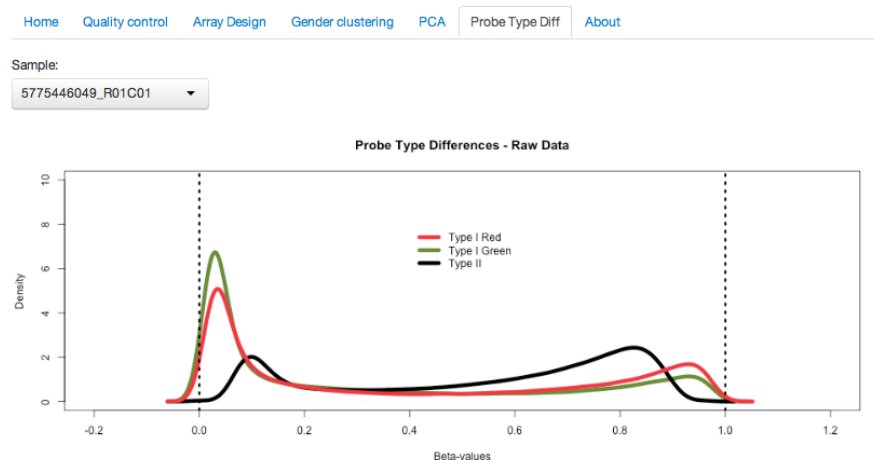 Home Quality control Array Design Gender clustering PCA Probe Type Diff About
Sample:
5775446049_R01C01
Probe Type Differences - Raw Data
Density
10
8
6
4
2
0
Type I Red
Type I Green
Type II
-0.2 0.0 0.2 0.4 0.6 0.8 1.0 1.2
Beta-values